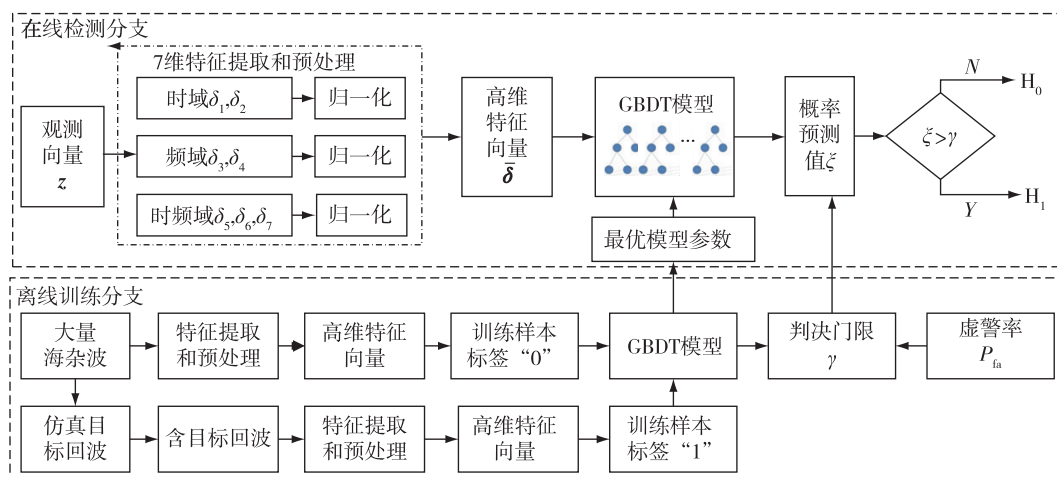 在线检测分支
7维特征提取和预处理
观测
向量
z
时域δ₁,δ₂
归一化
频域δ₃,δ₄
归一化
时频域δ₅,δ₆,δ₇
归一化
高维
特征
向量
δ̄
GBDT模型
...
最优模型参数
概率
预测
值ξ
ξ>γ
N
H₀
Y
H₁
离线训练分支
大量
海杂波
特征提取
和预处理
高维特征
向量
训练样本
标签“0”
GBDT模型
判决门限
γ
虚警率
P_fa
仿真目
标回波
含目标回波
特征提取
和预处理
高维特征
向量
训练样本
标签“1”